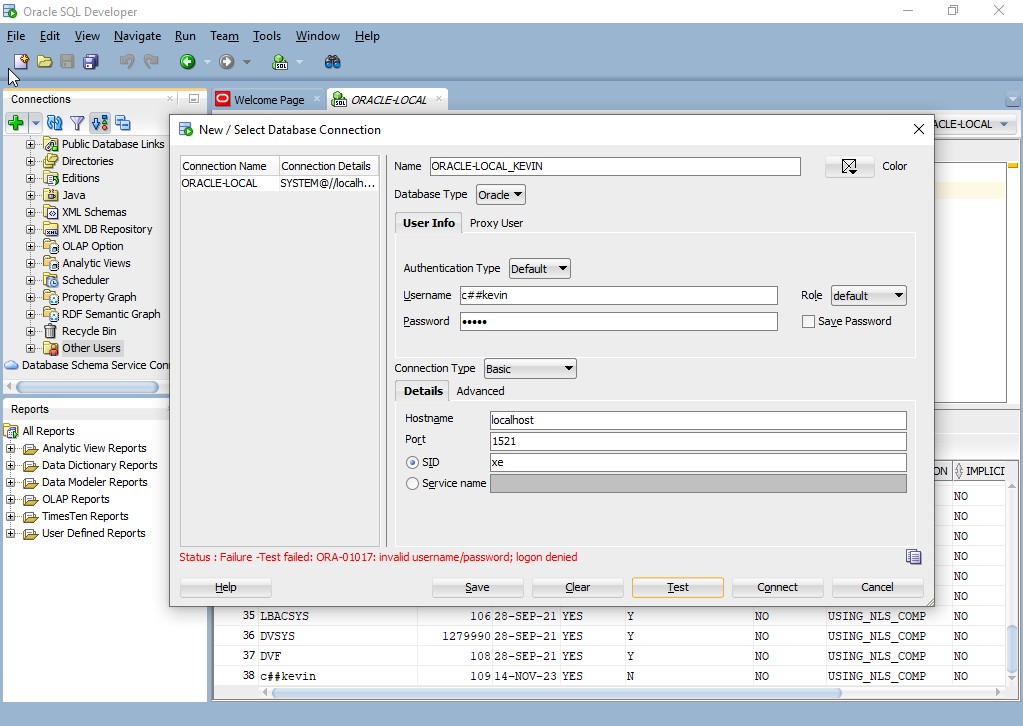 Oracle SQL Developer
File Edit View Navigate Run Team Tools Window Help
Connections
Welcome Page
ORACLE-LOCAL
Public Database Links
Directories
Editions
Java
XML Schemas
XML DB Repository
OLAP Option
Analytic Views
Scheduler
Property Graph
RDF Semantic Graph
Recycle Bin
Other Users
Database Schema Service Con
Reports
All Reports
Analytic View Reports
Data Dictionary Reports
Data Modeler Reports
OLAP Reports
TimesTen Reports
User Defined Reports
ACLE-LOCAL
New / Select Database Connection
Connection Name Connection Details
ORACLE-LOCAL SYSTEM@//localh...
Name ORACLE-LOCAL_KEVIN
Color
Database Type Oracle
User Info Proxy User
Authentication Type Default
Username c##kevin
Role default
Password •••••
Save Password
Connection Type Basic
Details Advanced
Hostname localhost
Port 1521
SID xe
Service name
Status : Failure -Test failed: ORA-01017: invalid username/password; logon denied
Help Save Clear Test Connect Cancel
ON IMPLICI
NO
NO
NO
NO
NO
NO
35 LBACSYS 106 28-SEP-21 YES Y NO USING_NLS_COMP NO
36 DVSYS 1279990 28-SEP-21 YES Y NO USING_NLS_COMP NO
37 DVF 108 28-SEP-21 YES Y NO USING_NLS_COMP NO
38 c##kevin 109 14-NOV-23 YES N NO USING_NLS_COMP NO